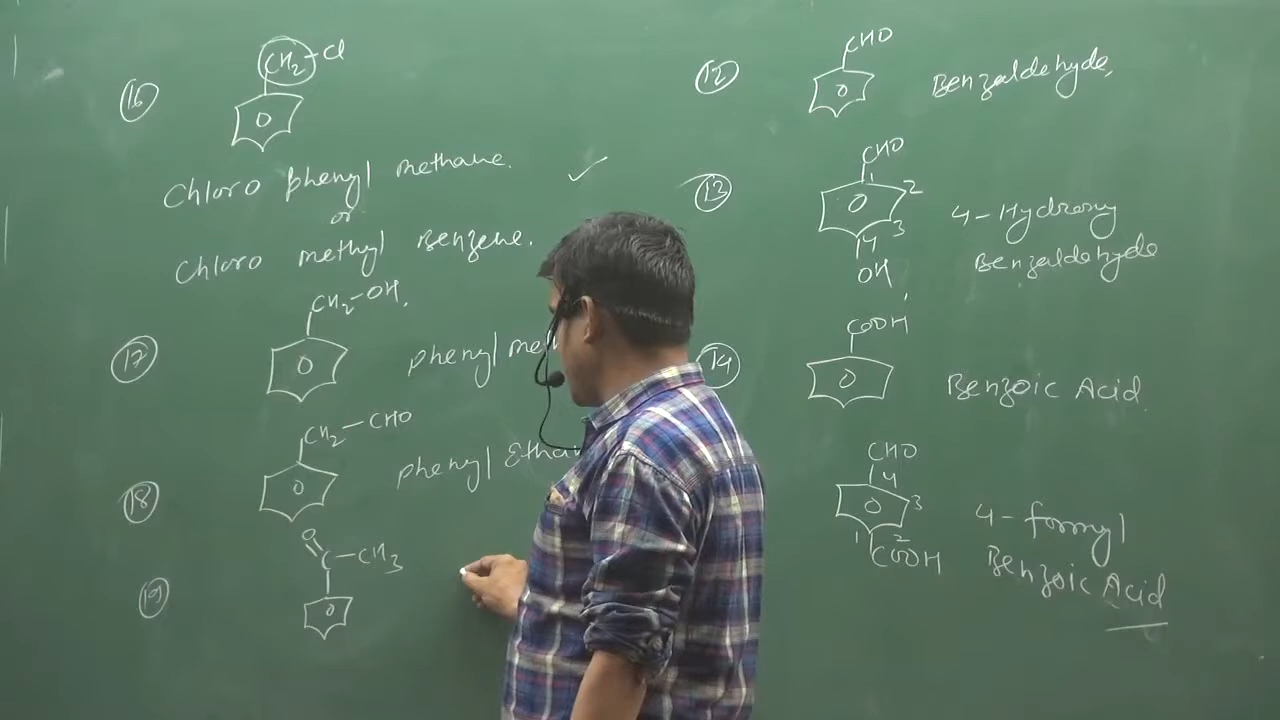 16
CH2-Cl
O
Chloro phenyl methane.
or
Chloro methyl Benzene.
17
CH2-OH
O
phenyl
18
CH2-CHO
O
phenyl
19
O
C-CH3
O
12
CHO
O
Benzaldehyde,
13
CHO
1
2
O
3
4
OH
4-Hydroxy
Benzaldehyde
14
COOH
O
Benzoic Acid
CHO
4
O
3
1
2
COOH
4-formyl
Benzoic Acid